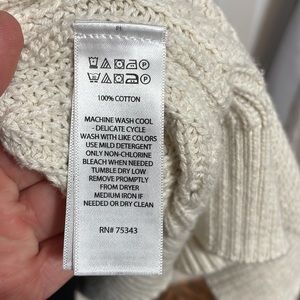 100% COTTON
MACHINE WASH COOL
- DELICATE CYCLE
WASH WITH LIKE COLORS
USE MILD DETERGENT
ONLY NON-CHLORINE
BLEACH WHEN NEEDED
TUMBLE DRY LOW
REMOVE PROMPTLY
FROM DRYER
MEDIUM IRON IF
NEEDED OR DRY CLEAN
RN# 75343